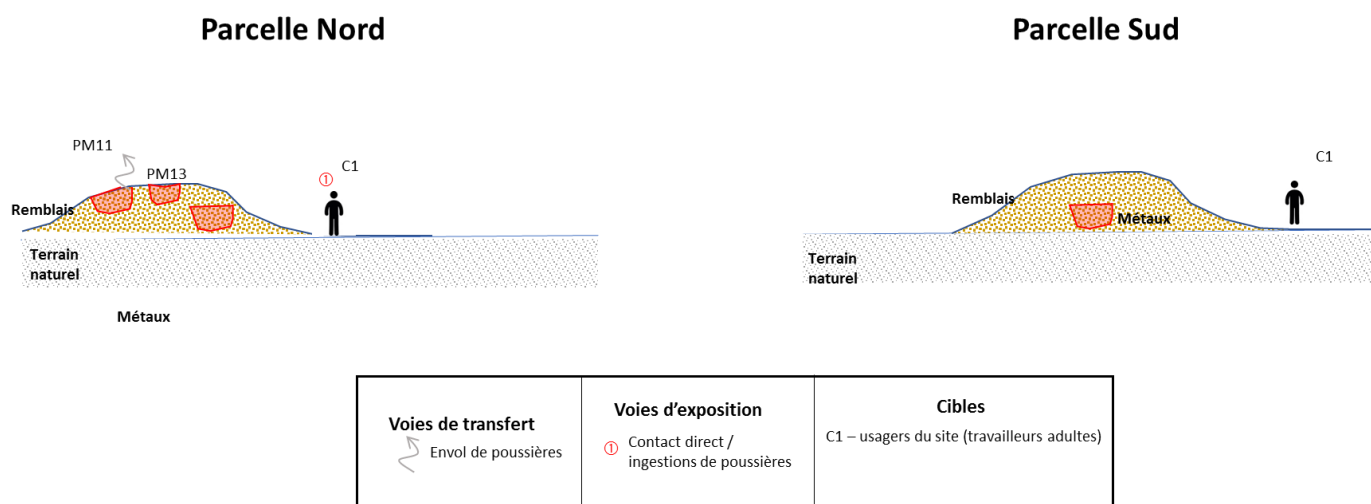 Parcelle Nord
Parcelle Sud
PM11
PM13
①
C1
Remblais
Terrain
naturel
Métaux
C1
Remblais
Métaux
Terrain
naturel
Voies de transfert
Envol de poussières
Voies d’exposition
① Contact direct /
ingestions de poussières
Cibles
C1 – usagers du site (travailleurs adultes)